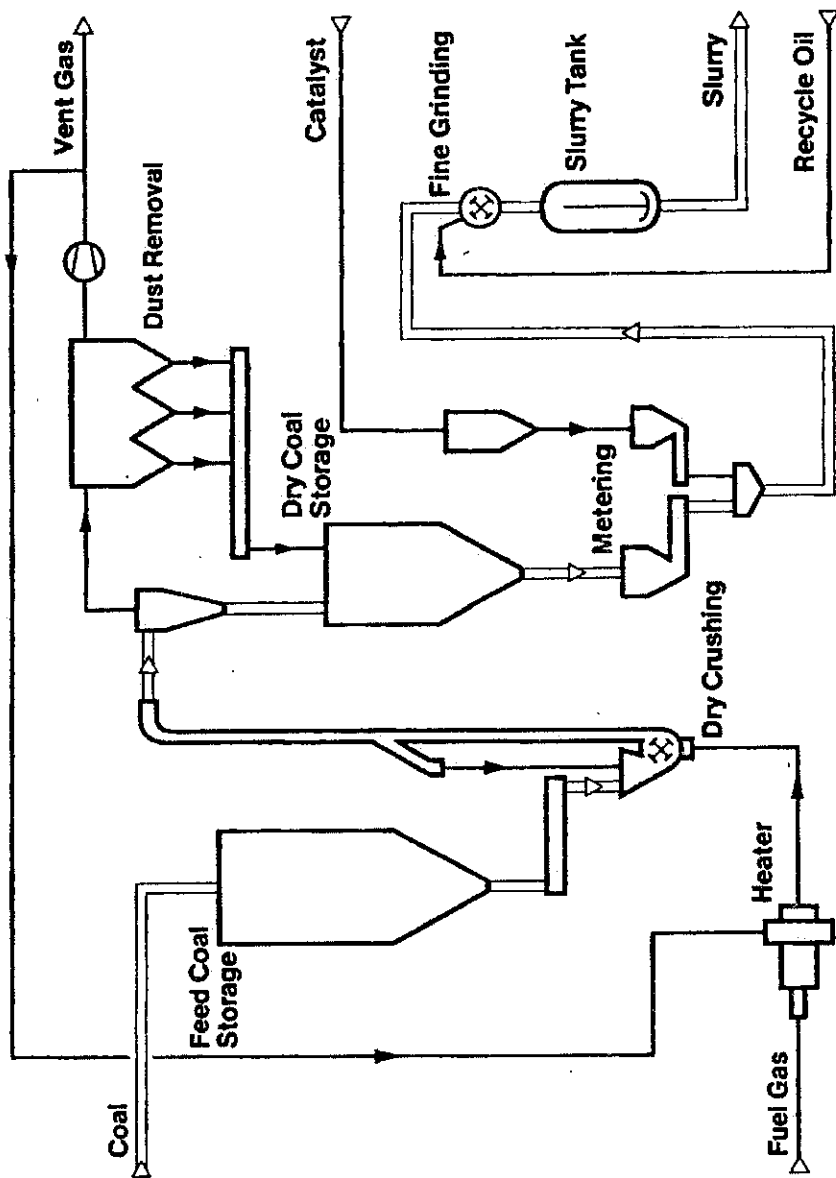 Vent Gas
Catalyst
Fine Grinding
Slurry Tank
Slurry
Recycle Oil
Dust Removal
Dry Coal
Storage
Metering
Dry Crushing
Feed Coal
Storage
Heater
Coal
Fuel Gas